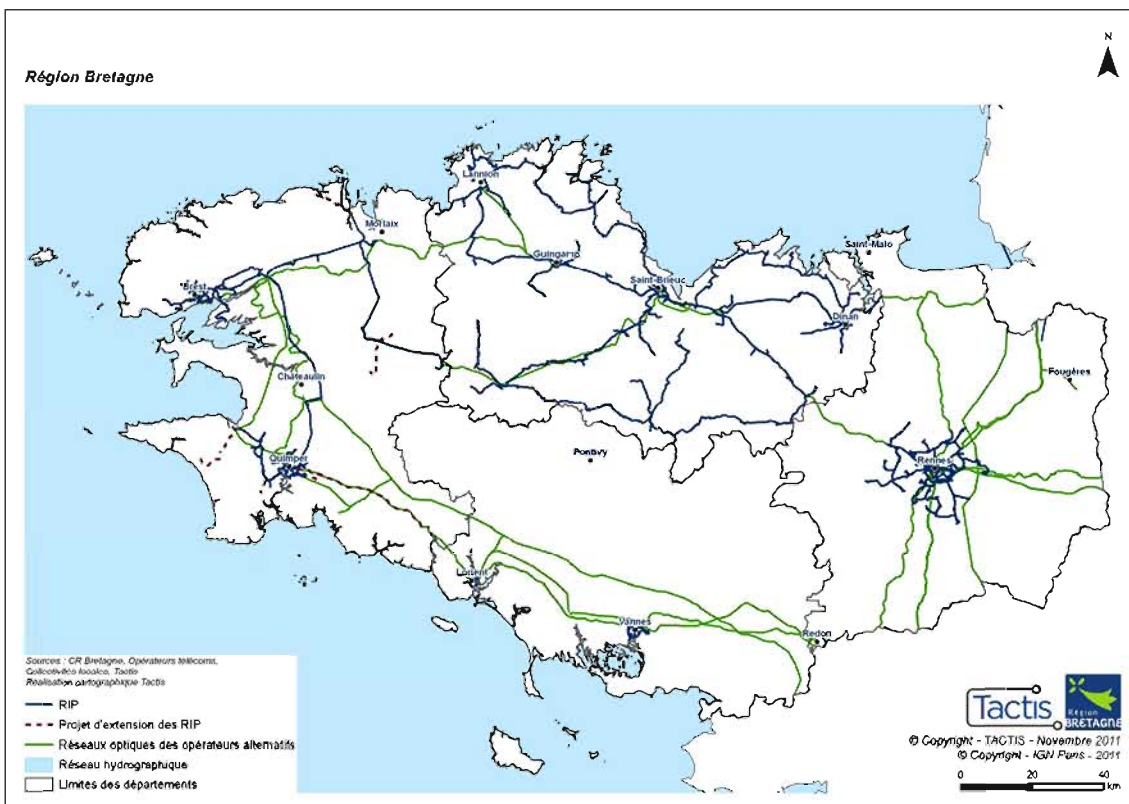 N
Région Bretagne
Lannion
Morlaix
Guingamp
Saint-Malo
Saint-Brieuc
Brest
Dinan
Châteaulin
Fougères
Pontivy
Rennes
Quimper
Lorient
Vannes
Redon
Sources : CR Bretagne, Opérateurs télécoms,
Collectivités locales, Tactis
Réalisation cartographique Tactis
RIP
Projet d'extension des RIP
Réseaux optiques des opérateurs alternatifs
Réseau hydrographique
Limites des départements
Tactis
Région
BRETAGNE
© Copyright - TACTIS - Novembre 2011
© Copyright - IGN Paris - 2011
0 20 40
km